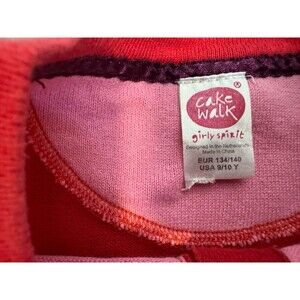 cake
walk
girly spirit
Designed in the Netherlands
Made in China
EUR 134/140
USA 9/10 Y